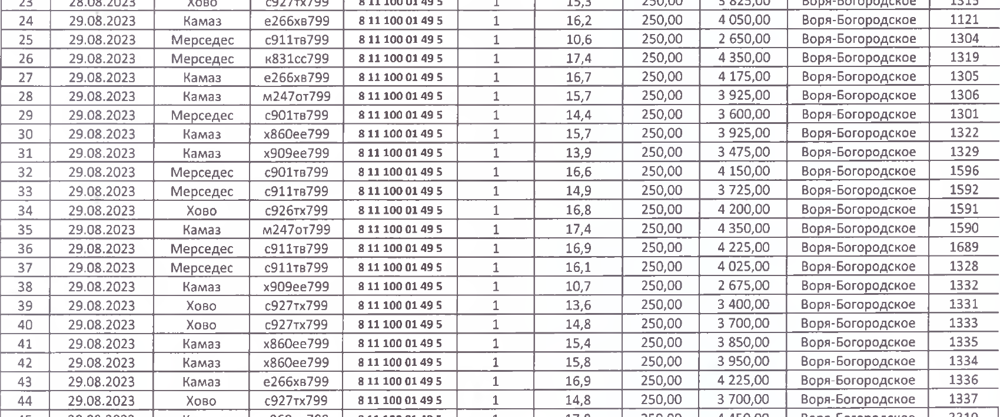 23 28.08.2023 Хово с927тх799 8 11 100 01 49 5 1 15,3 250,00 3 825,00 Воря-Богородское 1315
24 29.08.2023 Камаз е266хв799 8 11 100 01 49 5 1 16,2 250,00 4 050,00 Воря-Богородское 1121
25 29.08.2023 Мерседес с911тв799 8 11 100 01 49 5 1 10,6 250,00 2 650,00 Воря-Богородское 1304
26 29.08.2023 Мерседес к831сс799 8 11 100 01 49 5 1 17,4 250,00 4 350,00 Воря-Богородское 1319
27 29.08.2023 Камаз е266хв799 8 11 100 01 49 5 1 16,7 250,00 4 175,00 Воря-Богородское 1305
28 29.08.2023 Камаз м247от799 8 11 100 01 49 5 1 15,7 250,00 3 925,00 Воря-Богородское 1306
29 29.08.2023 Мерседес с901тв799 8 11 100 01 49 5 1 14,4 250,00 3 600,00 Воря-Богородское 1301
30 29.08.2023 Камаз х860ее799 8 11 100 01 49 5 1 15,7 250,00 3 925,00 Воря-Богородское 1322
31 29.08.2023 Камаз х909ее799 8 11 100 01 49 5 1 13,9 250,00 3 475,00 Воря-Богородское 1329
32 29.08.2023 Мерседес с901тв799 8 11 100 01 49 5 1 16,6 250,00 4 150,00 Воря-Богородское 1596
33 29.08.2023 Мерседес с911тв799 8 11 100 01 49 5 1 14,9 250,00 3 725,00 Воря-Богородское 1592
34 29.08.2023 Хово с926тх799 8 11 100 01 49 5 1 16,8 250,00 4 200,00 Воря-Богородское 1591
35 29.08.2023 Камаз м247от799 8 11 100 01 49 5 1 17,4 250,00 4 350,00 Воря-Богородское 1590
36 29.08.2023 Мерседес с911тв799 8 11 100 01 49 5 1 16,9 250,00 4 225,00 Воря-Богородское 1689
37 29.08.2023 Мерседес с911тв799 8 11 100 01 49 5 1 16,1 250,00 4 025,00 Воря-Богородское 1328
38 29.08.2023 Камаз х909ее799 8 11 100 01 49 5 1 10,7 250,00 2 675,00 Воря-Богородское 1332
39 29.08.2023 Хово с927тх799 8 11 100 01 49 5 1 13,6 250,00 3 400,00 Воря-Богородское 1331
40 29.08.2023 Хово с927тх799 8 11 100 01 49 5 1 14,8 250,00 3 700,00 Воря-Богородское 1333
41 29.08.2023 Камаз х860ее799 8 11 100 01 49 5 1 15,4 250,00 3 850,00 Воря-Богородское 1335
42 29.08.2023 Камаз х860ее799 8 11 100 01 49 5 1 15,8 250,00 3 950,00 Воря-Богородское 1334
43 29.08.2023 Камаз е266хв799 8 11 100 01 49 5 1 16,9 250,00 4 225,00 Воря-Богородское 1336
44 29.08.2023 Хово с927тх799 8 11 100 01 49 5 1 14,8 250,00 3 700,00 Воря-Богородское 1337